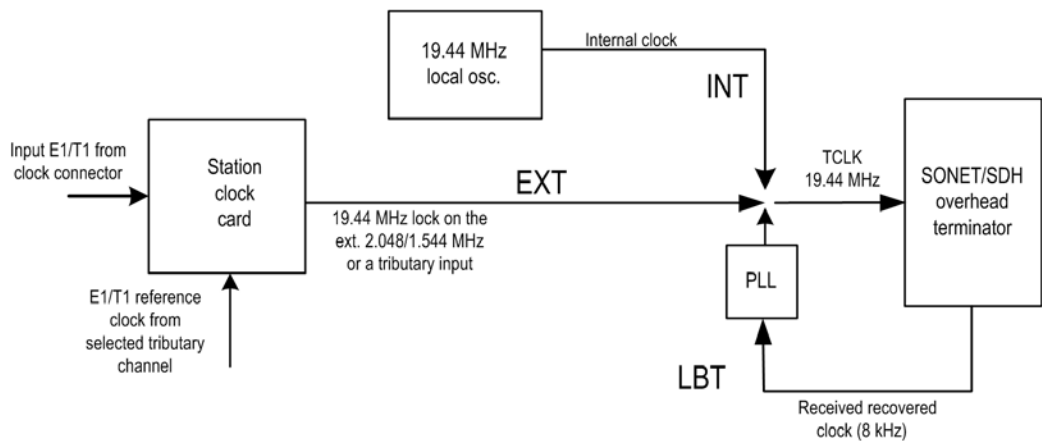 19.44 MHz
local osc.
Internal clock
INT
Input E1/T1 from
clock connector
Station
clock
card
EXT
19.44 MHz lock on the
ext. 2.048/1.544 MHz
or a tributary input
TCLK
19.44 MHz
SONET/SDH
overhead
terminator
PLL
E1/T1 reference
clock from
selected tributary
channel
LBT
Received recovered
clock (8 kHz)